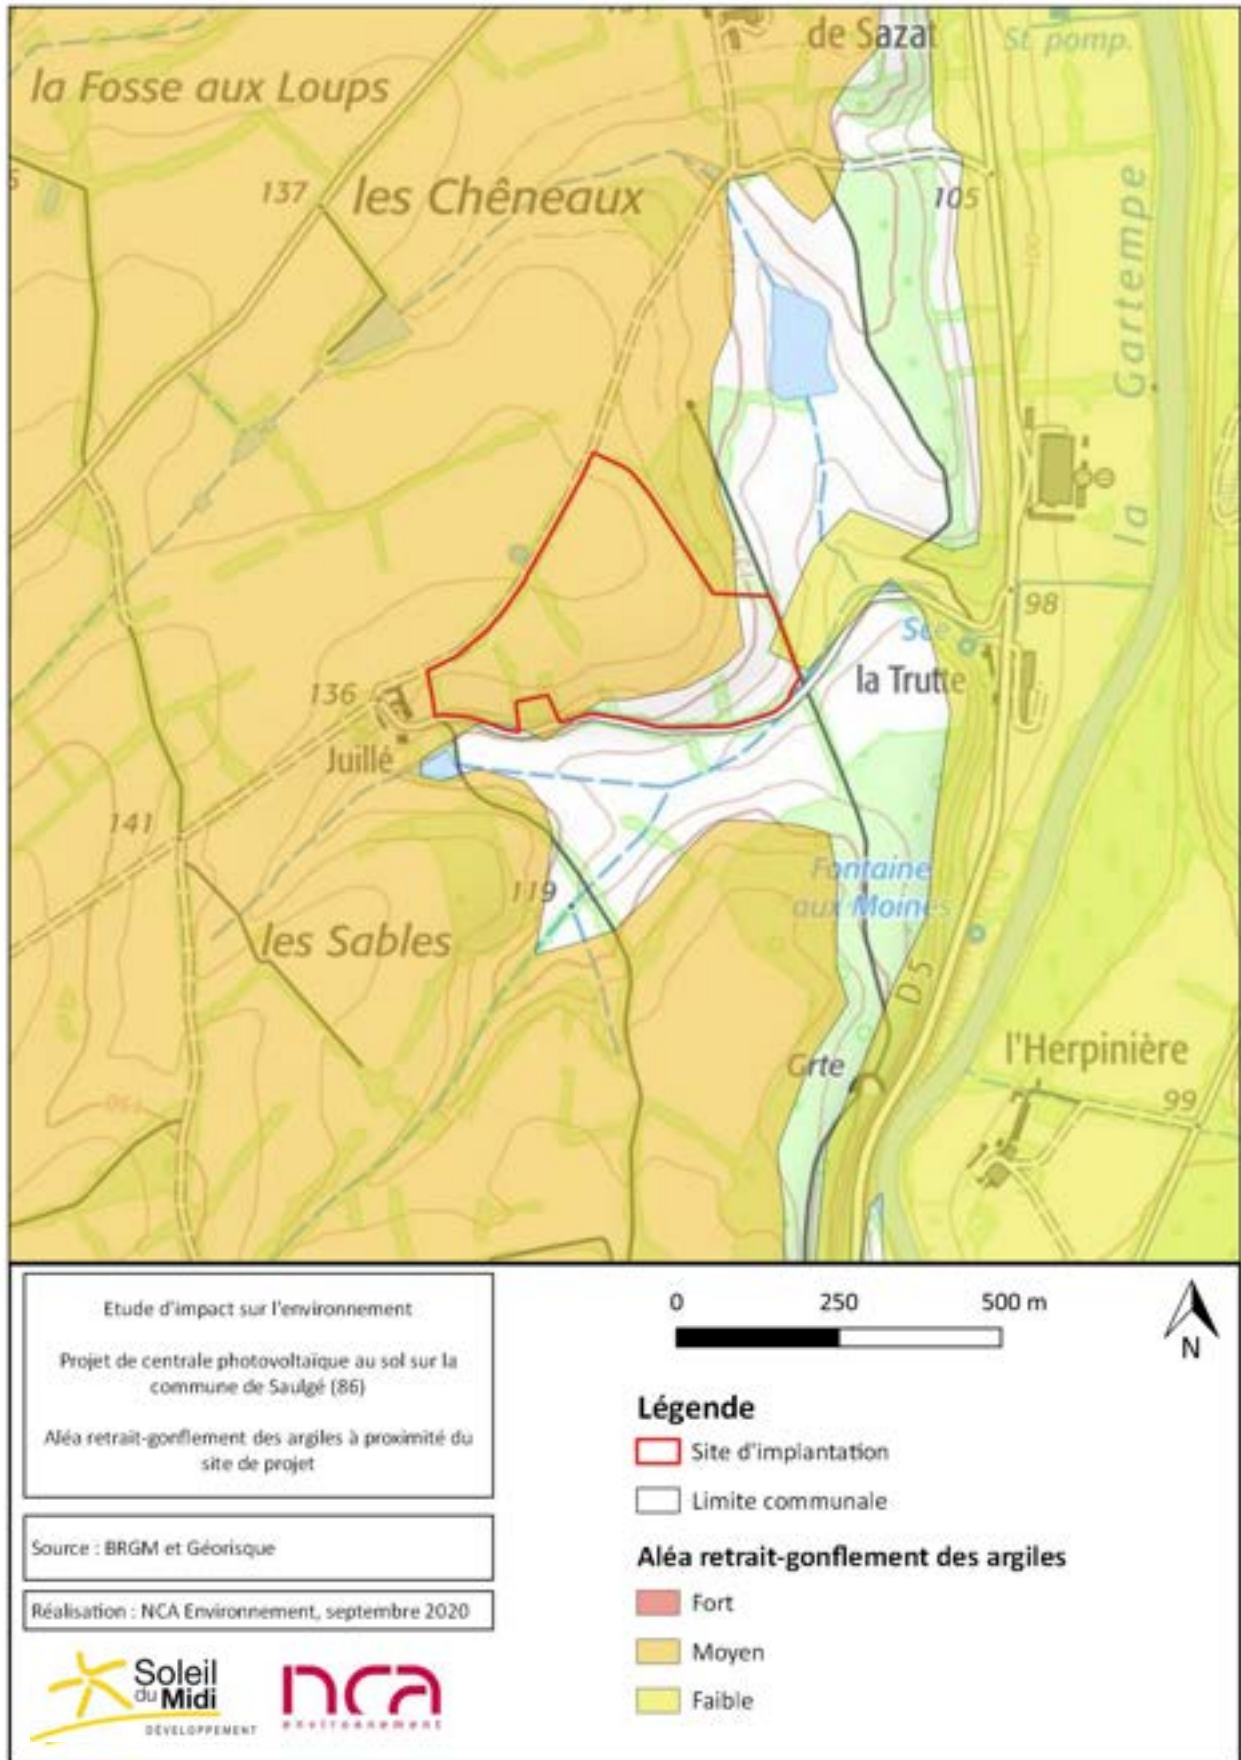 de Sazat
St pomp.
la Fosse aux Loups
137
les Chêneaux
105
la Gartempe
98
Sce
la Trutte
136
Juillé
141
119
Fontaine
aux Moines
les Sables
D5
Grte
l'Herpinière
99
Etude d'impact sur l'environnement
Projet de centrale photovoltaïque au sol sur la
commune de Saulgé (86)
Aléa retrait-gonflement des argiles à proximité du
site de projet
Source : BRGM et Géorisque
Réalisation : NCA Environnement, septembre 2020
Soleil
du Midi
DÉVELOPPEMENT
nca
environnement
0 250 500 m
N
Légende
Site d'implantation
Limite communale
Aléa retrait-gonflement des argiles
Fort
Moyen
Faible